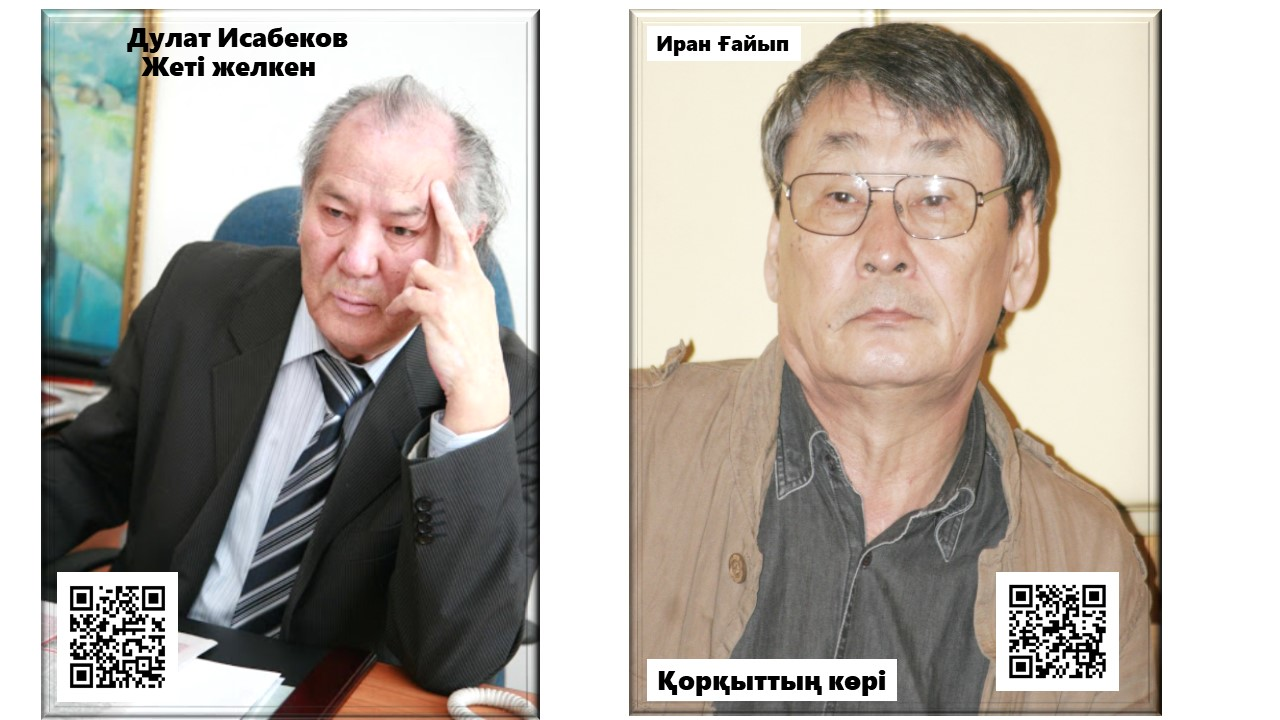 Дулат Исабеков
Жеті желкен
Иран Ғайып
Қорқыттың көрі